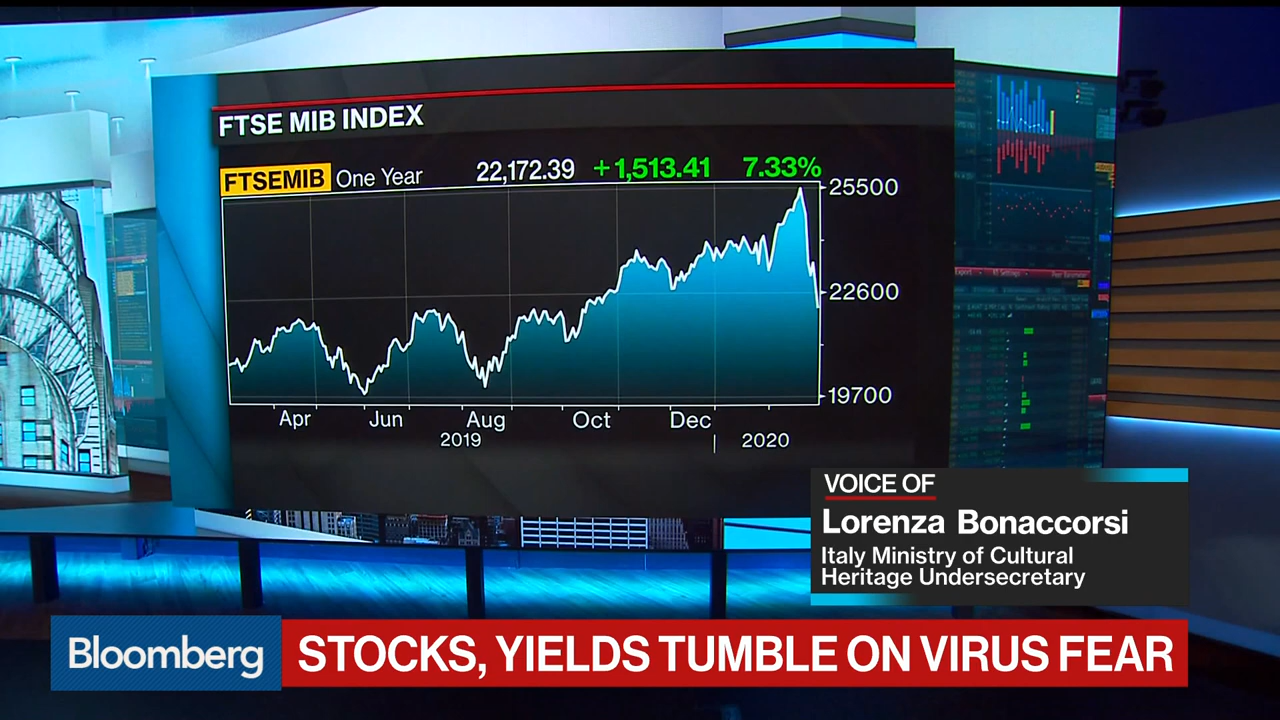 FTSE MIB INDEX
FTSEMIB One Year 22,172.39 +1,513.41 7.33%
25500
22600
19700
Apr Jun Aug Oct Dec
2019 2020
VOICE OF
Lorenza Bonaccorsi
Italy Ministry of Cultural
Heritage Undersecretary
Bloomberg
STOCKS, YIELDS TUMBLE ON VIRUS FEAR